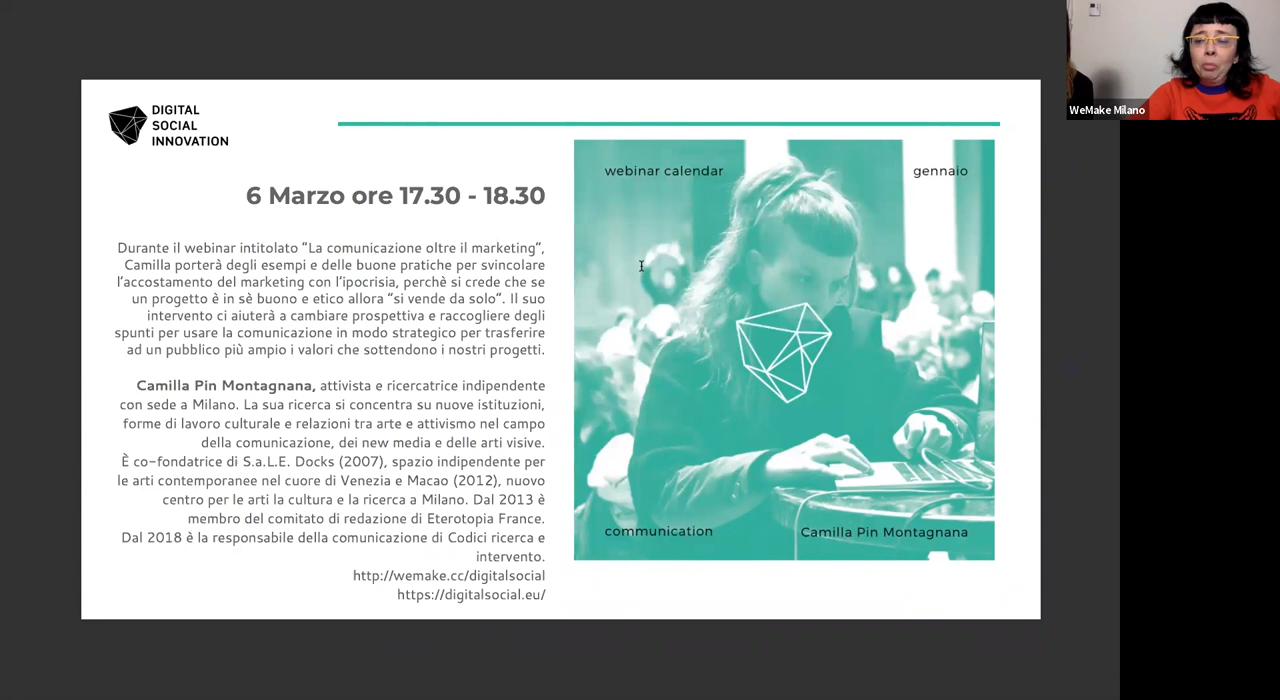 DIGITAL
SOCIAL
INNOVATION
6 Marzo ore 17.30 - 18.30
Durante il webinar intitolato “La comunicazione oltre il marketing”,
Camilla porterà degli esempi e delle buone pratiche per svincolare
l’accostamento del marketing con l’ipocrisia, perchè si crede che se
un progetto è in sè buono e etico allora “si vende da solo”. Il suo
intervento ci aiuterà a cambiare prospettiva e raccogliere degli
spunti per usare la comunicazione in modo strategico per trasferire
ad un pubblico più ampio i valori che sottendono i nostri progetti.
Camilla Pin Montagnana, attivista e ricercatrice indipendente
con sede a Milano. La sua ricerca si concentra su nuove istituzioni,
forme di lavoro culturale e relazioni tra arte e attivismo nel campo
della comunicazione, dei new media e delle arti visive.
È co-fondatrice di S.a.L.E. Docks (2007), spazio indipendente per
le arti contemporanee nel cuore di Venezia e Macao (2012), nuovo
centro per le arti la cultura e la ricerca a Milano. Dal 2013 è
membro del comitato di redazione di Eterotopia France.
Dal 2018 è la responsabile della comunicazione di Codici ricerca e
intervento.
http://wemake.cc/digitalsocial
https://digitalsocial.eu/
webinar calendar
gennaio
communication
Camilla Pin Montagnana
WeMake Milano